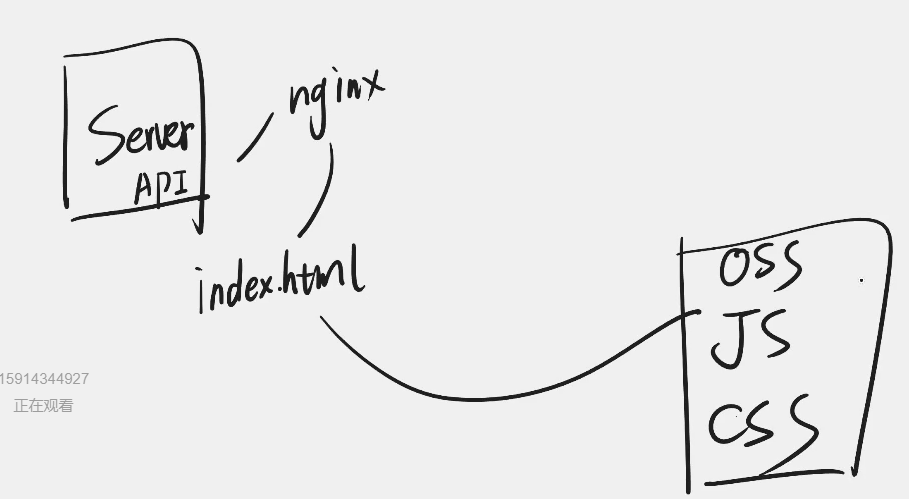 nginx
Server
API
index.html
OSS
JS
CSS
15914344927
正在观看